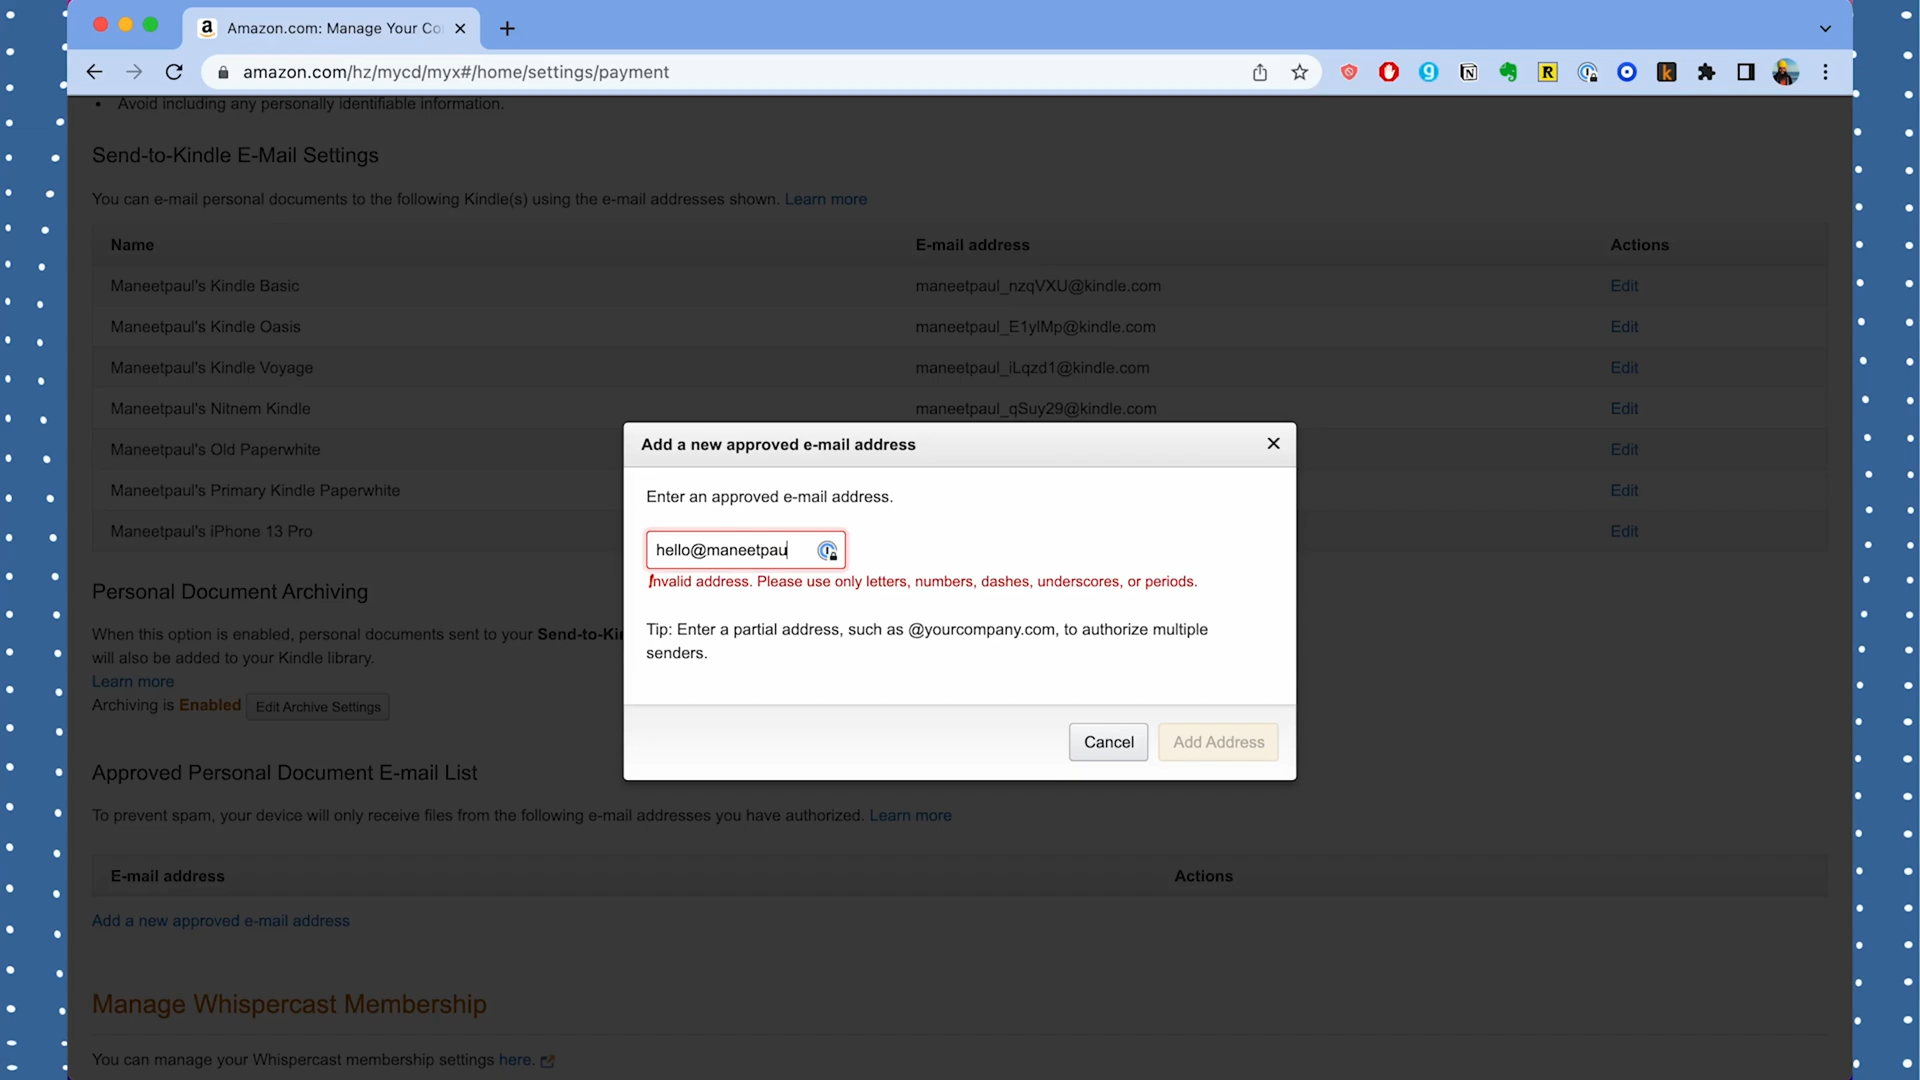 Amazon.com: Manage Your Co
amazon.com/hz/mycd/myx#/home/settings/payment
• Avoid including any personally identifiable information.
Send-to-Kindle E-Mail Settings
You can e-mail personal documents to the following Kindle(s) using the e-mail addresses shown. Learn more
Name E-mail address Actions
Maneetpaul's Kindle Basic maneetpaul_nzqVXU@kindle.com Edit
Maneetpaul's Kindle Oasis maneetpaul_E1ylMp@kindle.com Edit
Maneetpaul's Kindle Voyage maneetpaul_iLqzd1@kindle.com Edit
Maneetpaul's Nitnem Kindle maneetpaul_qSuy29@kindle.com Edit
Maneetpaul's Old Paperwhite Edit
Maneetpaul's Primary Kindle Paperwhite Edit
Maneetpaul's iPhone 13 Pro Edit
Add a new approved e-mail address
Enter an approved e-mail address.
hello@maneetpau
Invalid address. Please use only letters, numbers, dashes, underscores, or periods.
Tip: Enter a partial address, such as @yourcompany.com, to authorize multiple
senders.
Cancel Add Address
Personal Document Archiving
When this option is enabled, personal documents sent to your Send-to-Kin
will also be added to your Kindle library.
Learn more
Archiving is Enabled Edit Archive Settings
Approved Personal Document E-mail List
To prevent spam, your device will only receive files from the following e-mail addresses you have authorized. Learn more
E-mail address Actions
Add a new approved e-mail address
Manage Whispercast Membership
You can manage your Whispercast membership settings here.